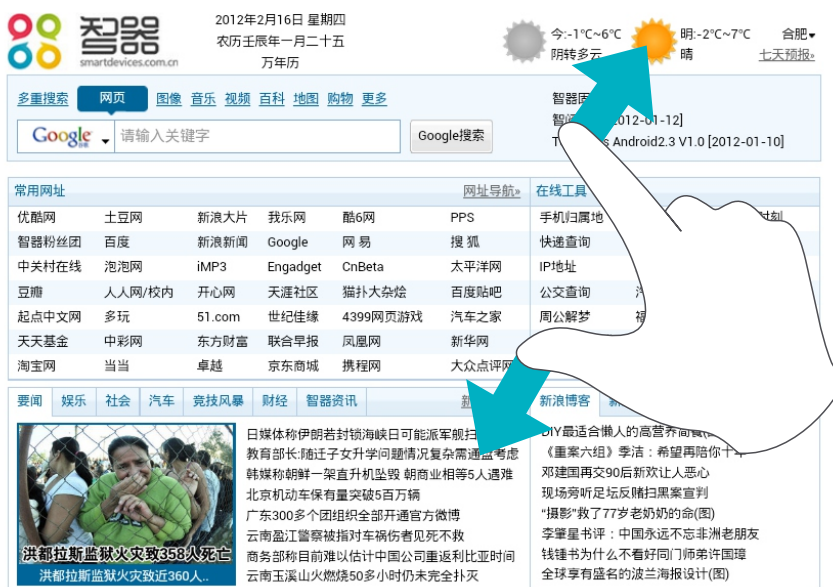 智器
smartdevices.com.cn
2012年2月16日 星期四
农历壬辰年一月二十五
万年历
今:-1℃~6℃
阴转多云
明:-2℃~7℃
晴
合肥
七天预报»
多重搜索 网页 图像 音乐 视频 百科 地图 购物 更多
Google 请输入关键字 Google搜索
智器
012-01-12]
Android2.3 V1.0 [2012-01-10]
常用网址 网址导航»
优酷网 土豆网 新浪大片 我乐网 酷6网 PPS
智器粉丝团 百度 新浪新闻 Google 网易 搜狐
中关村在线 泡泡网 iMP3 Engadget CnBeta 太平洋网
豆瓣 人人网/校内 开心网 天涯社区 猫扑大杂烩 百度贴吧
起点中文网 多玩 51.com 世纪佳缘 4399网页游戏 汽车之家
天天基金 中彩网 东方财富 联合早报 凤凰网 新华网
淘宝网 当当 卓越 京东商城 携程网 大众点评网
在线工具
手机归属地
快递查询
IP地址
公交查询
周公解梦
要闻 娱乐 社会 汽车 竞技风暴 财经 智器资讯
洪都拉斯监狱火灾致358人死亡
洪都拉斯监狱火灾致近360人..
日媒体称伊朗若封锁海峡日可能派军舰扫
教育部长:随迁子女升学问题情况复杂需通盘考虑
韩媒称朝鲜一架直升机坠毁 朝商业相等5人遇难
北京机动车保有量突破5百万辆
广东300多个团组织全部开通官方微博
云南盈江警察被指对车祸伤者见死不救
商务部称目前难以估计中国公司重返利比亚时间
云南玉溪山火燃烧50多小时仍未完全扑灭
新浪博客
DIY最适合懒人的高营养简餐
《重案六组》季洁：希望再陪你十
邓建国再交90后新欢让人恶心
现场旁听足坛反赌扫黑案宣判
“摄影”救了77岁老奶奶的命(图)
李肇星书评：中国永远不忘非洲老朋友
钱锺书为什么不看好同门师弟许国璋
全球享有盛名的波兰海报设计(图)